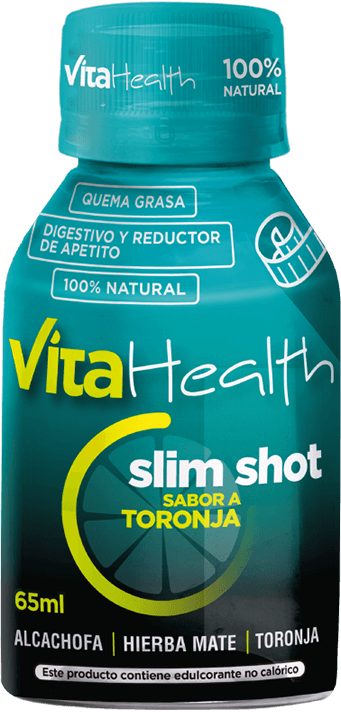 VitaHealth
100%
NATURAL
QUEMA GRASA
DIGESTIVO Y REDUCTOR
DE APETITO
100% NATURAL
VitaHealth
slim shot
SABOR A
TORONJA
65ml
ALCACHOFA | HIERBA MATE | TORONJA
Este producto contiene edulcorante no calórico